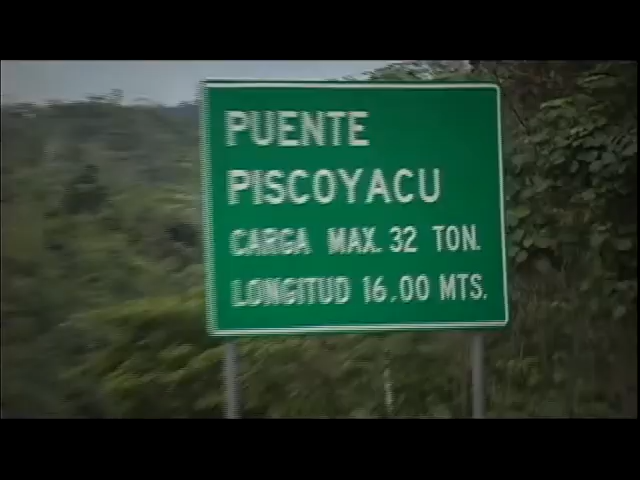 PUENTE
PISCOYACU
CARGA MAX. 32 TON.
LONGITUD 16.00 MTS.